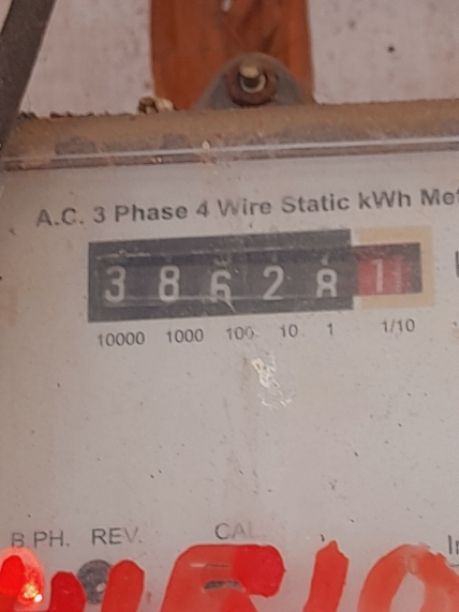 A.C. 3 Phase 4 Wire Static kWh Met
3 8 6 2 8 1
10000 1000 100 10 1 1/10
B.PH. REV. CAL